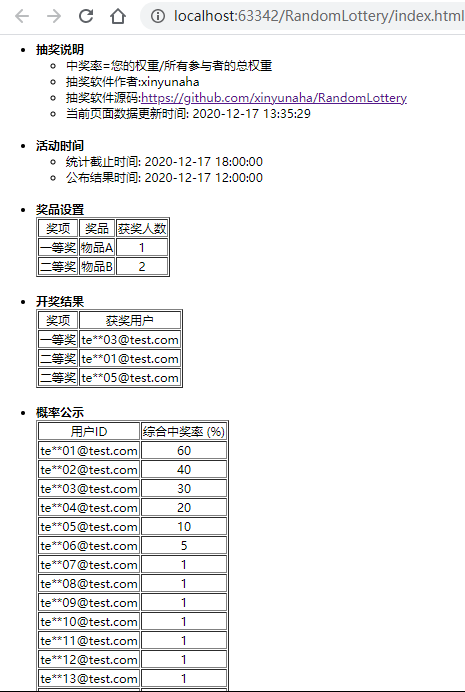 localhost:63342/RandomLottery/index.html
抽奖说明
中奖率=您的权重/所有参与者的总权重
抽奖软件作者:xinyunaha
抽奖软件源码:https://github.com/xinyunaha/RandomLottery
当前页面数据更新时间: 2020-12-17 13:35:29
活动时间
统计截止时间: 2020-12-17 18:00:00
公布结果时间: 2020-12-17 12:00:00
奖品设置
奖项 奖品 获奖人数
一等奖 物品A 1
二等奖 物品B 2
开奖结果
奖项 获奖用户
一等奖 te**03@test.com
二等奖 te**01@test.com
二等奖 te**05@test.com
概率公示
用户ID 综合中奖率 (%)
te**01@test.com 60
te**02@test.com 40
te**03@test.com 30
te**04@test.com 20
te**05@test.com 10
te**06@test.com 5
te**07@test.com 1
te**08@test.com 1
te**09@test.com 1
te**10@test.com 1
te**11@test.com 1
te**12@test.com 1
te**13@test.com 1